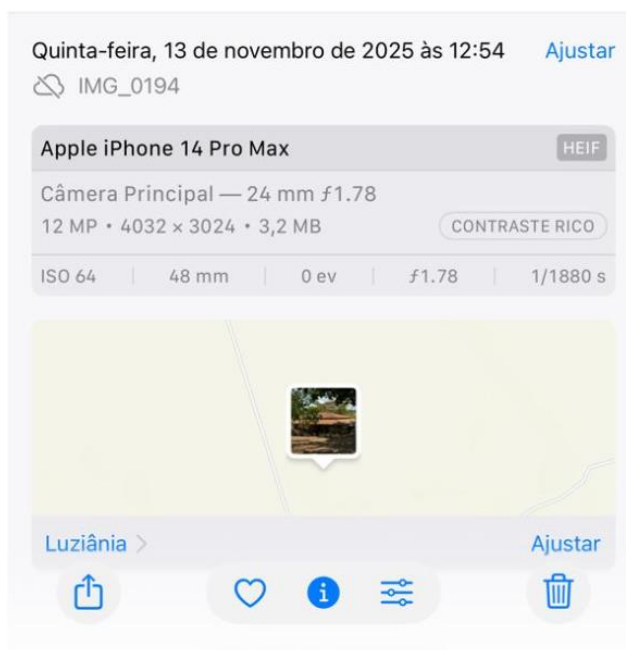 Quinta-feira, 13 de novembro de 2025 às 12:54 Ajustar
IMG_0194
Apple iPhone 14 Pro Max HEIF
Câmera Principal — 24 mm ƒ1.78
12 MP • 4032 × 3024 • 3,2 MB CONTRASTE RICO
ISO 64 48 mm 0 ev ƒ1.78 1/1880 s
Luziânia Ajustar